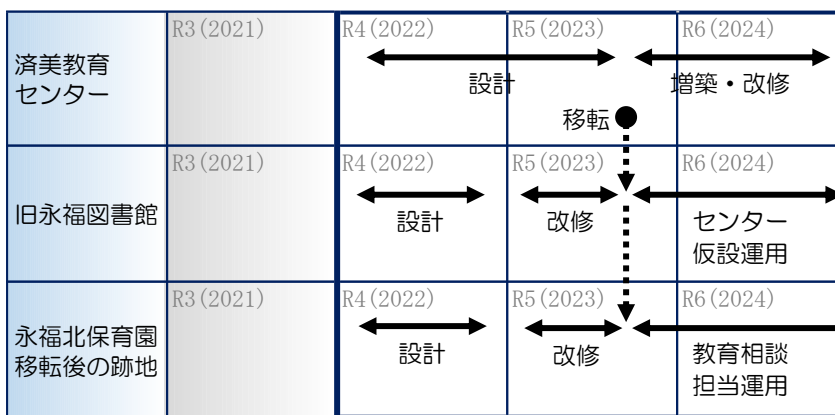 R3(2021)
R4(2022)
R5(2023)
R6(2024)
済美教育
センター
設計
増築・改修
移転
R3(2021)
R4(2022)
R5(2023)
R6(2024)
旧永福図書館
設計
改修
センター
仮設運用
R3(2021)
R4(2022)
R5(2023)
R6(2024)
永福北保育園
移転後の跡地
設計
改修
教育相談
担当運用